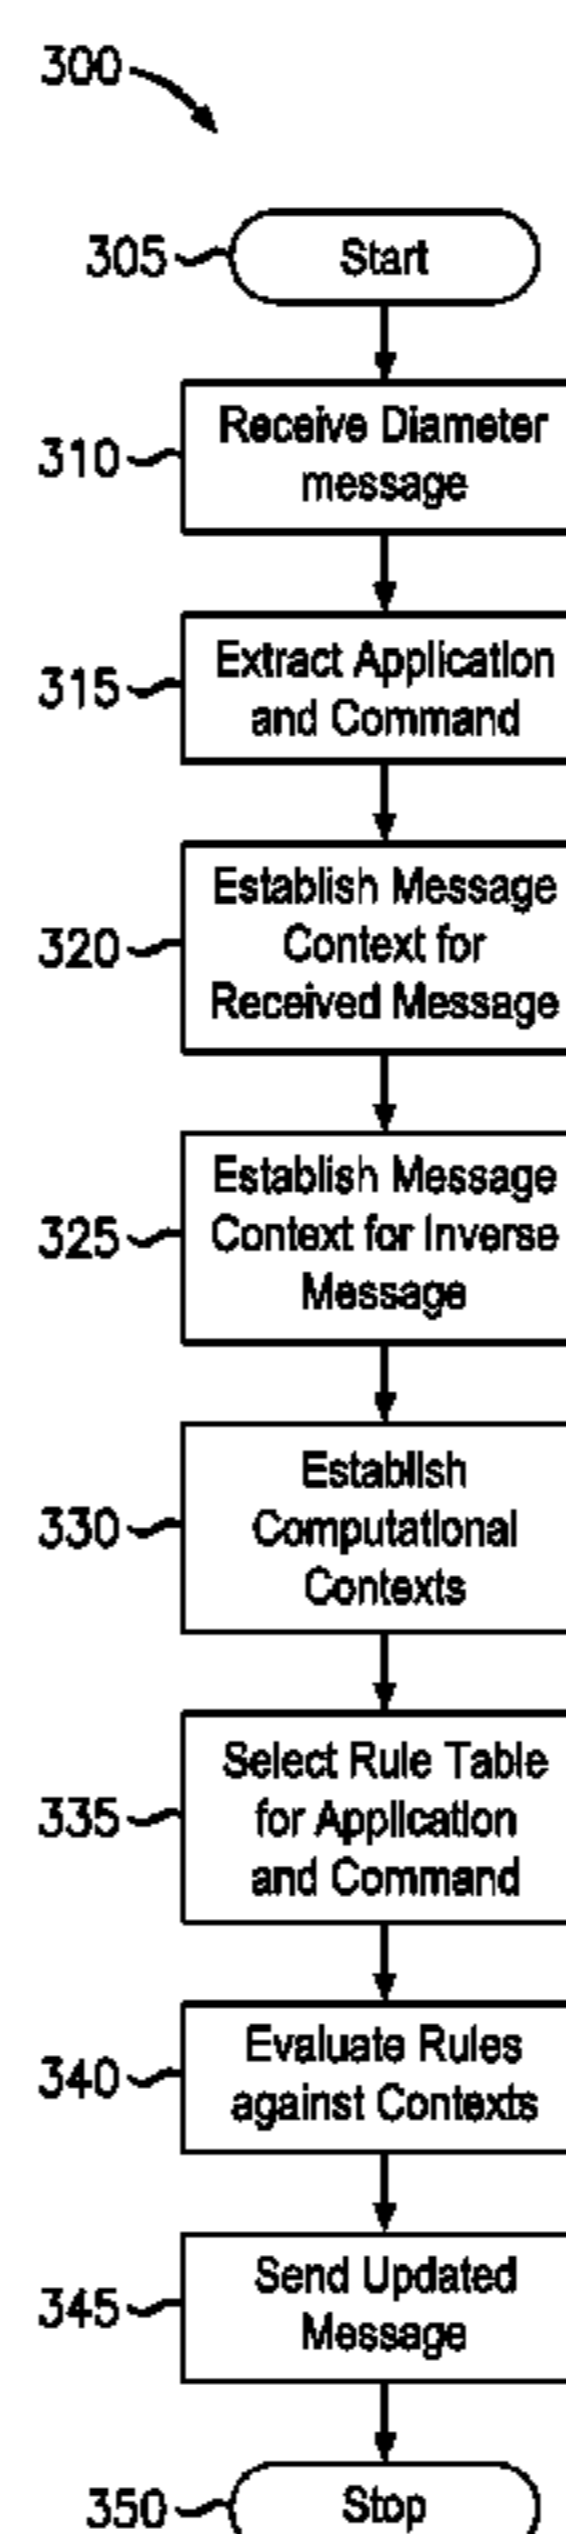 300
305
Start
310
Receive Diameter
message
315
Extract Application
and Command
320
Establish Message
Context for
Received Message
325
Establish Message
Context for Inverse
Message
330
Establish
Computational
Contexts
335
Select Rule Table
for Application
and Command
340
Evaluate Rules
against Contexts
345
Send Updated
Message
350
Stop